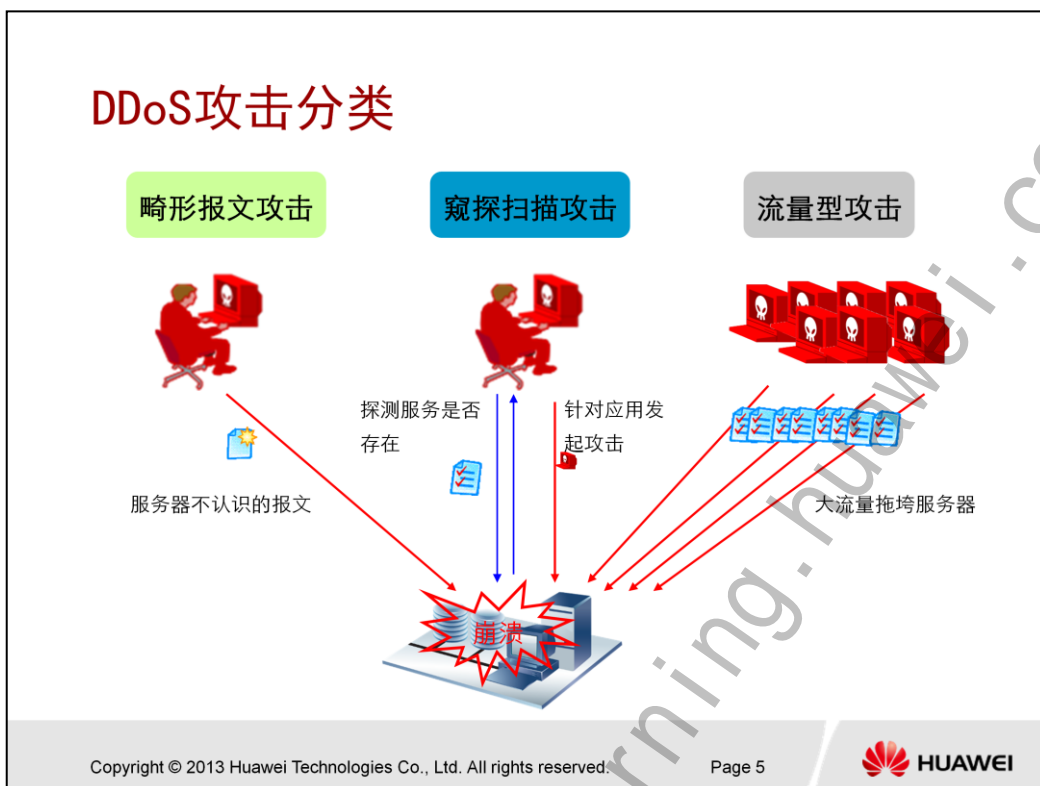 DDoS攻击分类
畸形报文攻击
窥探扫描攻击
流量型攻击
探测服务是否
存在
针对应用发
起攻击
服务器不认识的报文
大流量拖垮服务器
崩溃
Copyright © 2013 Huawei Technologies Co., Ltd. All rights reserved.
Page 5
HUAWEI
rning.huawei.c